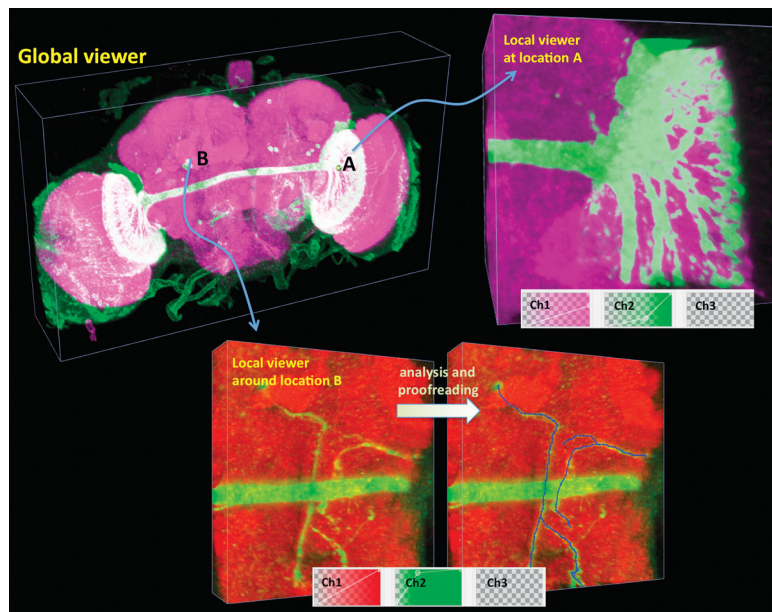 Global viewer
Local viewer
at location A
B
A
Ch1
Ch2
Ch3
Local viewer
around location B
analysis and
proofreading
Ch1
Ch2
Ch3